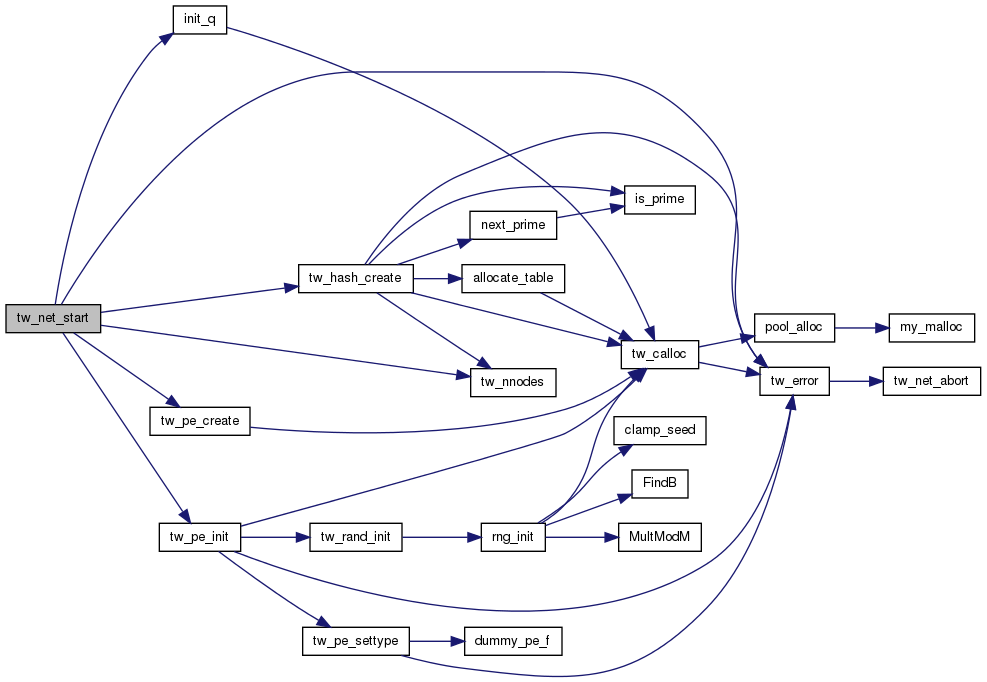 init_q
is_prime
next_prime
tw_hash_create
allocate_table
tw_net_start
pool_alloc
my_malloc
tw_calloc
tw_nnodes
tw_error
tw_net_abort
tw_pe_create
clamp_seed
FindB
tw_pe_init
tw_rand_init
rng_init
MultModM
tw_pe_settype
dummy_pe_f